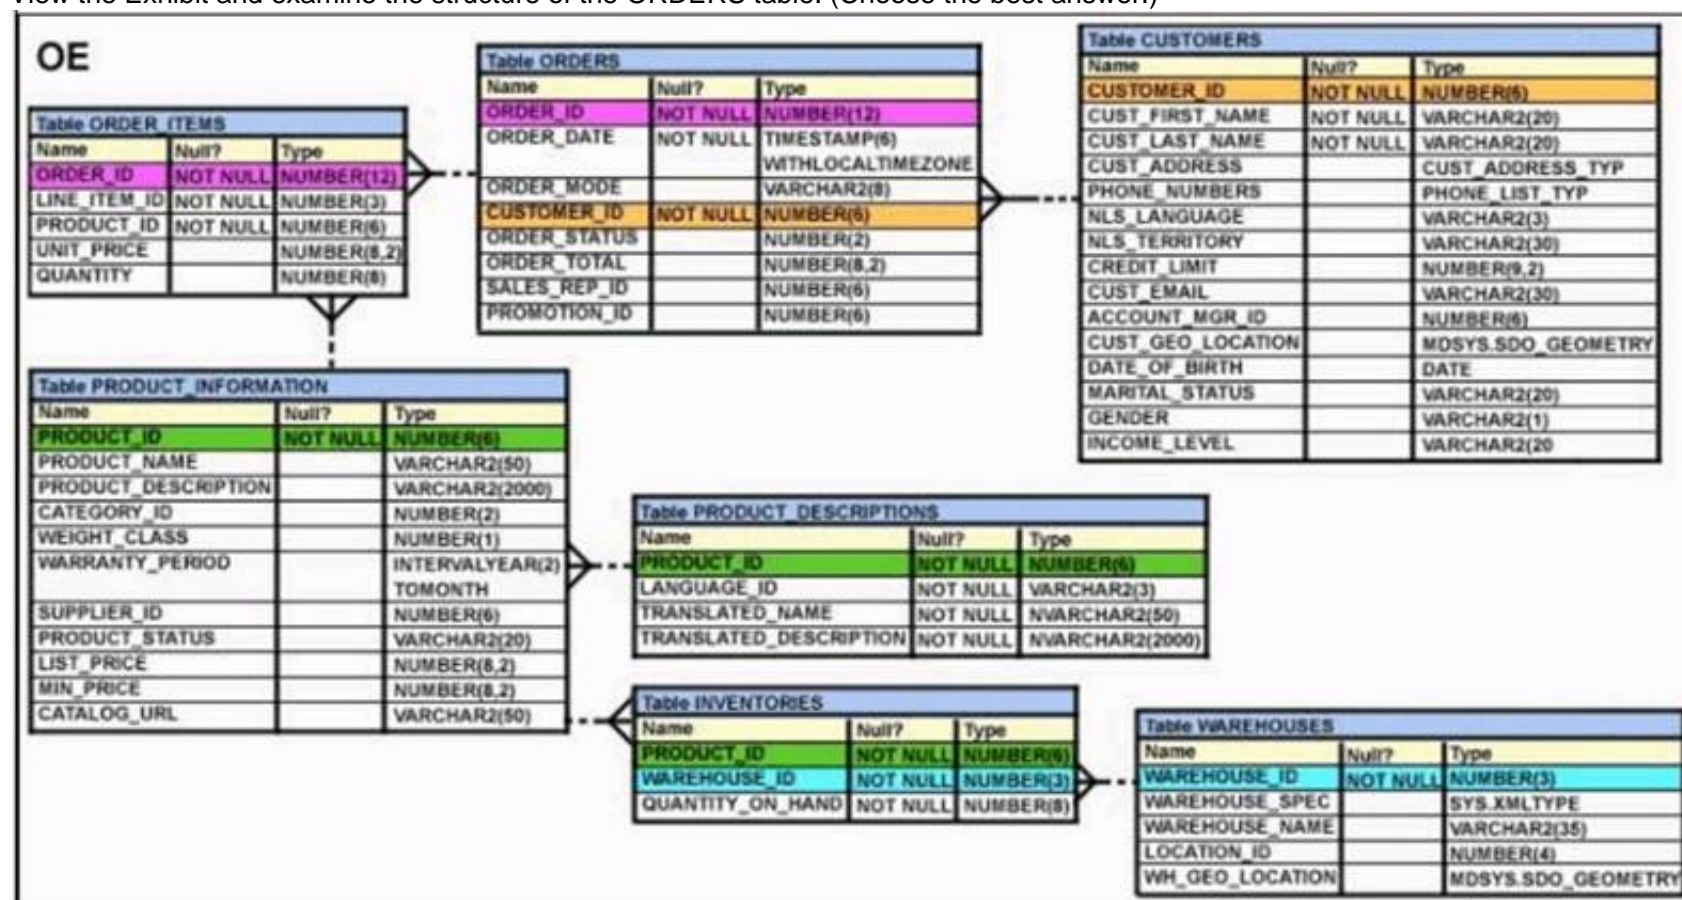 View the Exhibit and examine the structure of the ORDERS table. (Choose the best answer.)
OE
Table ORDER_ITEMS
Name Null? Type
ORDER_ID NOT NULL NUMBER(12)
LINE_ITEM_ID NOT NULL NUMBER(3)
PRODUCT_ID NOT NULL NUMBER(6)
UNIT_PRICE NUMBER(8,2)
QUANTITY NUMBER(8)
Table ORDERS
Name Null? Type
ORDER_ID NOT NULL NUMBER(12)
ORDER_DATE NOT NULL TIMESTAMP(6)
WITHLOCALTIMEZONE
ORDER_MODE VARCHAR2(8)
CUSTOMER_ID NOT NULL NUMBER(6)
ORDER_STATUS NUMBER(2)
ORDER_TOTAL NUMBER(8,2)
SALES_REP_ID NUMBER(6)
PROMOTION_ID NUMBER(6)
Table CUSTOMERS
Name Null? Type
CUSTOMER_ID NOT NULL NUMBER(6)
CUST_FIRST_NAME NOT NULL VARCHAR2(20)
CUST_LAST_NAME NOT NULL VARCHAR2(20)
CUST_ADDRESS CUST_ADDRESS_TYP
PHONE_NUMBERS PHONE_LIST_TYP
NLS_LANGUAGE VARCHAR2(3)
NLS_TERRITORY VARCHAR2(30)
CREDIT_LIMIT NUMBER(9,2)
CUST_EMAIL VARCHAR2(30)
ACCOUNT_MGR_ID NUMBER(6)
CUST_GEO_LOCATION MDSYS.SDO_GEOMETRY
DATE_OF_BIRTH DATE
MARITAL_STATUS VARCHAR2(20)
GENDER VARCHAR2(1)
INCOME_LEVEL VARCHAR2(20
Table PRODUCT_INFORMATION
Name Null? Type
PRODUCT_ID NOT NULL NUMBER(6)
PRODUCT_NAME VARCHAR2(50)
PRODUCT_DESCRIPTION VARCHAR2(2000)
CATEGORY_ID NUMBER(2)
WEIGHT_CLASS NUMBER(1)
WARRANTY_PERIOD INTERVALYEAR(2)
TOMONTH
SUPPLIER_ID NUMBER(6)
PRODUCT_STATUS VARCHAR2(20)
LIST_PRICE NUMBER(8,2)
MIN_PRICE NUMBER(8,2)
CATALOG_URL VARCHAR2(50)
Table PRODUCT_DESCRIPTIONS
Name Null? Type
PRODUCT_ID NOT NULL NUMBER(6)
LANGUAGE_ID NOT NULL VARCHAR2(3)
TRANSLATED_NAME NOT NULL NVARCHAR2(50)
TRANSLATED_DESCRIPTION NOT NULL NVARCHAR2(2000)
Table INVENTORIES
Name Null? Type
PRODUCT_ID NOT NULL NUMBER(6)
WAREHOUSE_ID NOT NULL NUMBER(3)
QUANTITY_ON_HAND NOT NULL NUMBER(8)
Table WAREHOUSES
Name Null? Type
WAREHOUSE_ID NOT NULL NUMBER(3)
WAREHOUSE_SPEC SYS.XMLTYPE
WAREHOUSE_NAME VARCHAR2(35)
LOCATION_ID NUMBER(4)
WH_GEO_LOCATION MDSYS.SDO_GEOMETRY